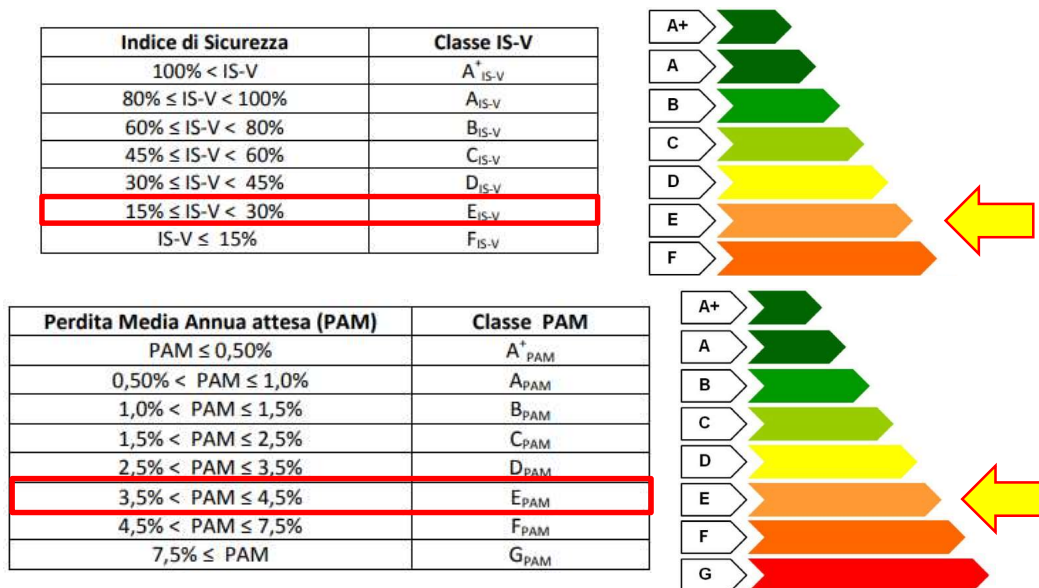 Indice di Sicurezza Classe IS-V
100% < IS-V A⁺IS-V
80% ≤ IS-V < 100% AIS-V
60% ≤ IS-V < 80% BIS-V
45% ≤ IS-V < 60% CIS-V
30% ≤ IS-V < 45% DIS-V
15% ≤ IS-V < 30% EIS-V
IS-V ≤ 15% FIS-V
A+
A
B
C
D
E
F
Perdita Media Annua attesa (PAM) Classe PAM
PAM ≤ 0,50% A⁺PAM
0,50% < PAM ≤ 1,0% APAM
1,0% < PAM ≤ 1,5% BPAM
1,5% < PAM ≤ 2,5% CPAM
2,5% < PAM ≤ 3,5% DPAM
3,5% < PAM ≤ 4,5% EPAM
4,5% < PAM ≤ 7,5% FPAM
7,5% ≤ PAM GPAM
A+
A
B
C
D
E
F
G